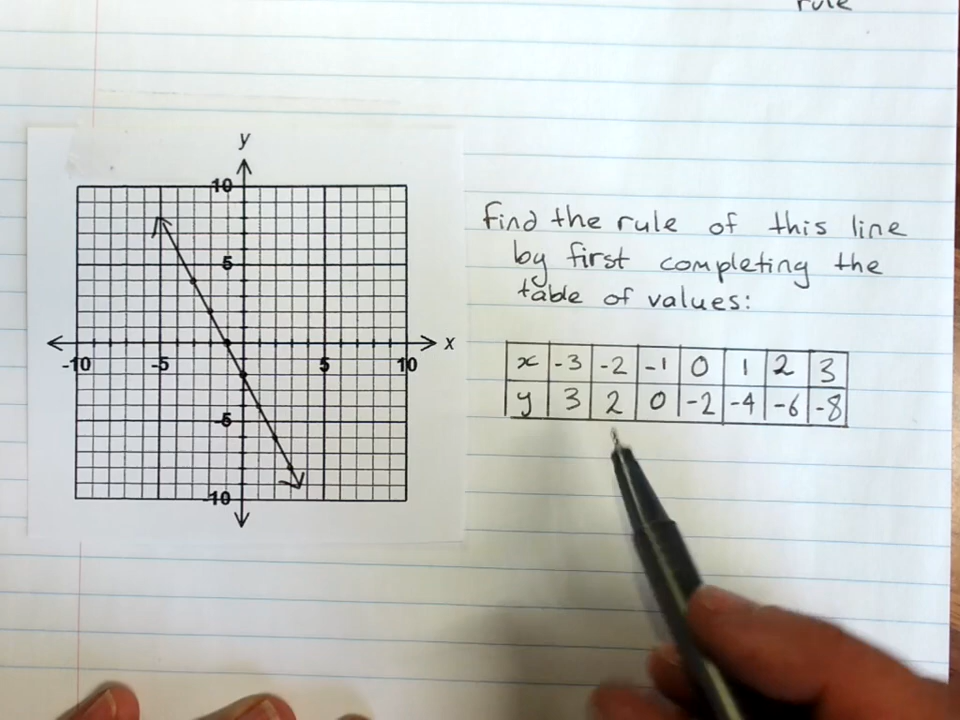 rule
y
10
5
-10 -5 5 10 x
-5
-10
find the rule of this line
by first completing the
table of values:
x -3 -2 -1 0 1 2 3
y 3 2 0 -2 -4 -6 -8